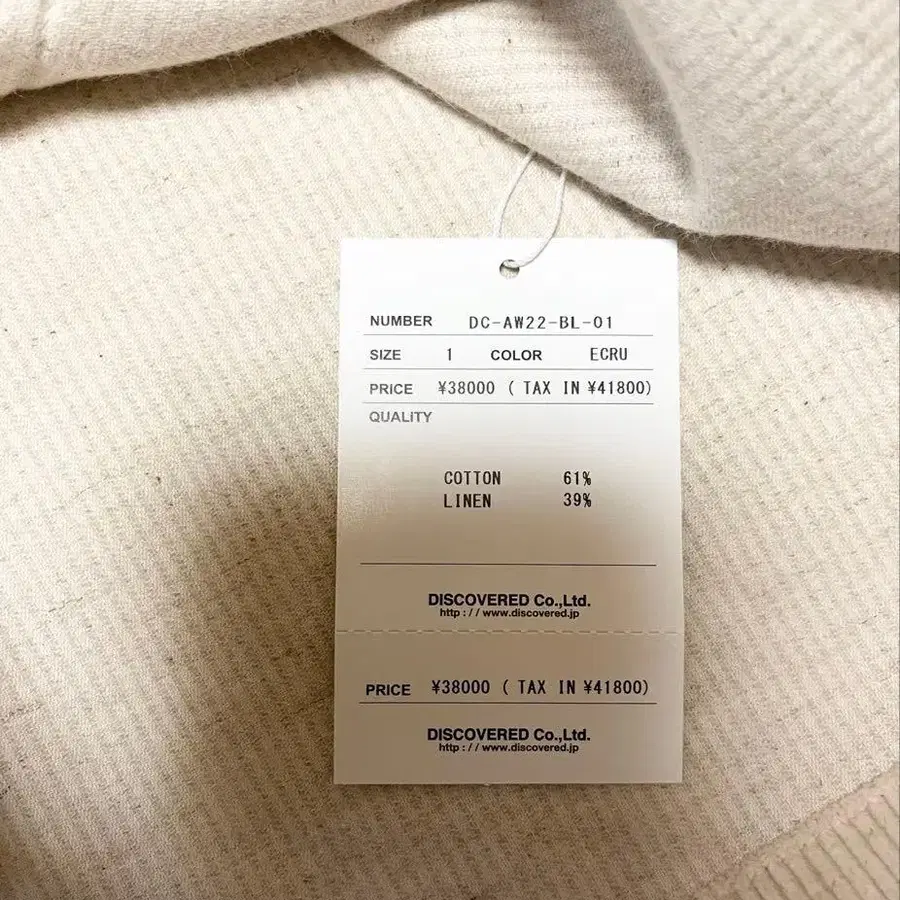 NUMBER DC-AW22-BL-01
SIZE 1 COLOR ECRU
PRICE ¥38000 ( TAX IN ¥41800)
QUALITY
COTTON 61%
LINEN 39%
DISCOVERED Co.,Ltd.
http : / / www.discovered.jp
PRICE ¥38000 ( TAX IN ¥41800)
DISCOVERED Co.,Ltd.
http : / / www.discovered.jp